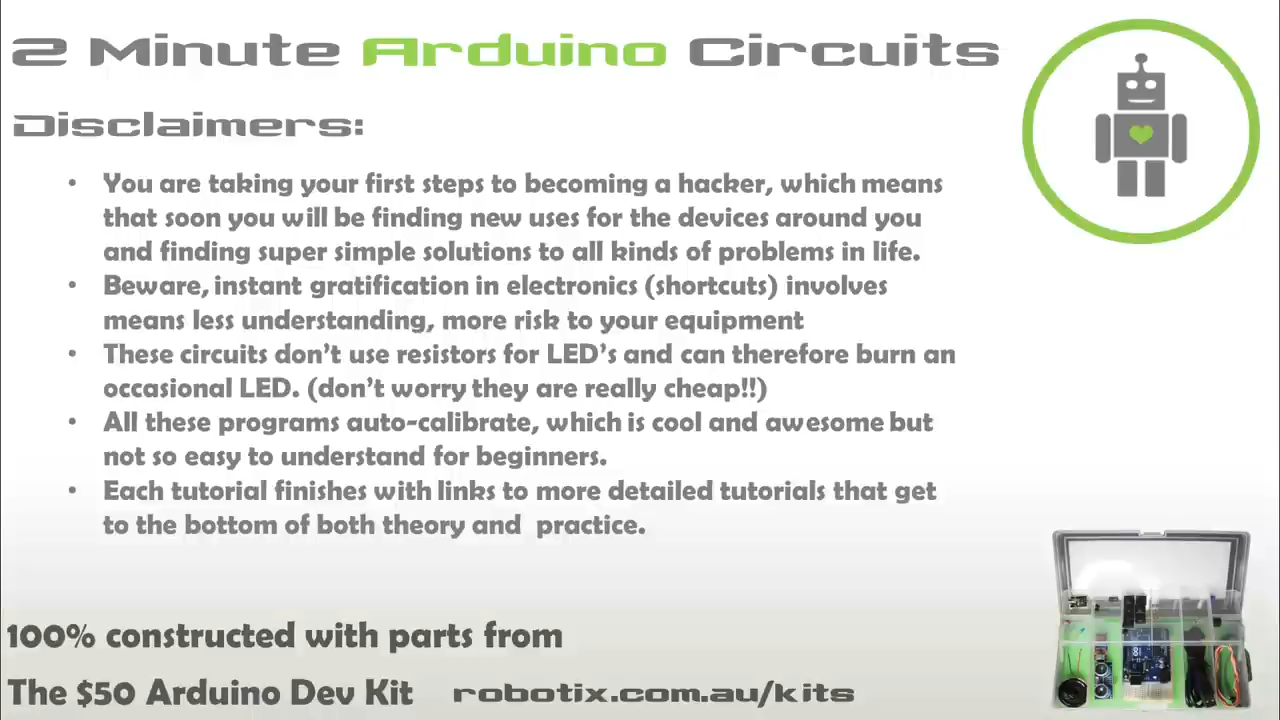 2 Minute Arduino Circuits
Disclaimers:
• You are taking your first steps to becoming a hacker, which means
that soon you will be finding new uses for the devices around you
and finding super simple solutions to all kinds of problems in life.
• Beware, instant gratification in electronics (shortcuts) involves
means less understanding, more risk to your equipment
• These circuits don’t use resistors for LED’s and can therefore burn an
occasional LED. (don’t worry they are really cheap!!)
• All these programs auto-calibrate, which is cool and awesome but
not so easy to understand for beginners.
• Each tutorial finishes with links to more detailed tutorials that get
to the bottom of both theory and practice.
100% constructed with parts from
The $50 Arduino Dev Kit robotix.com.au/kits